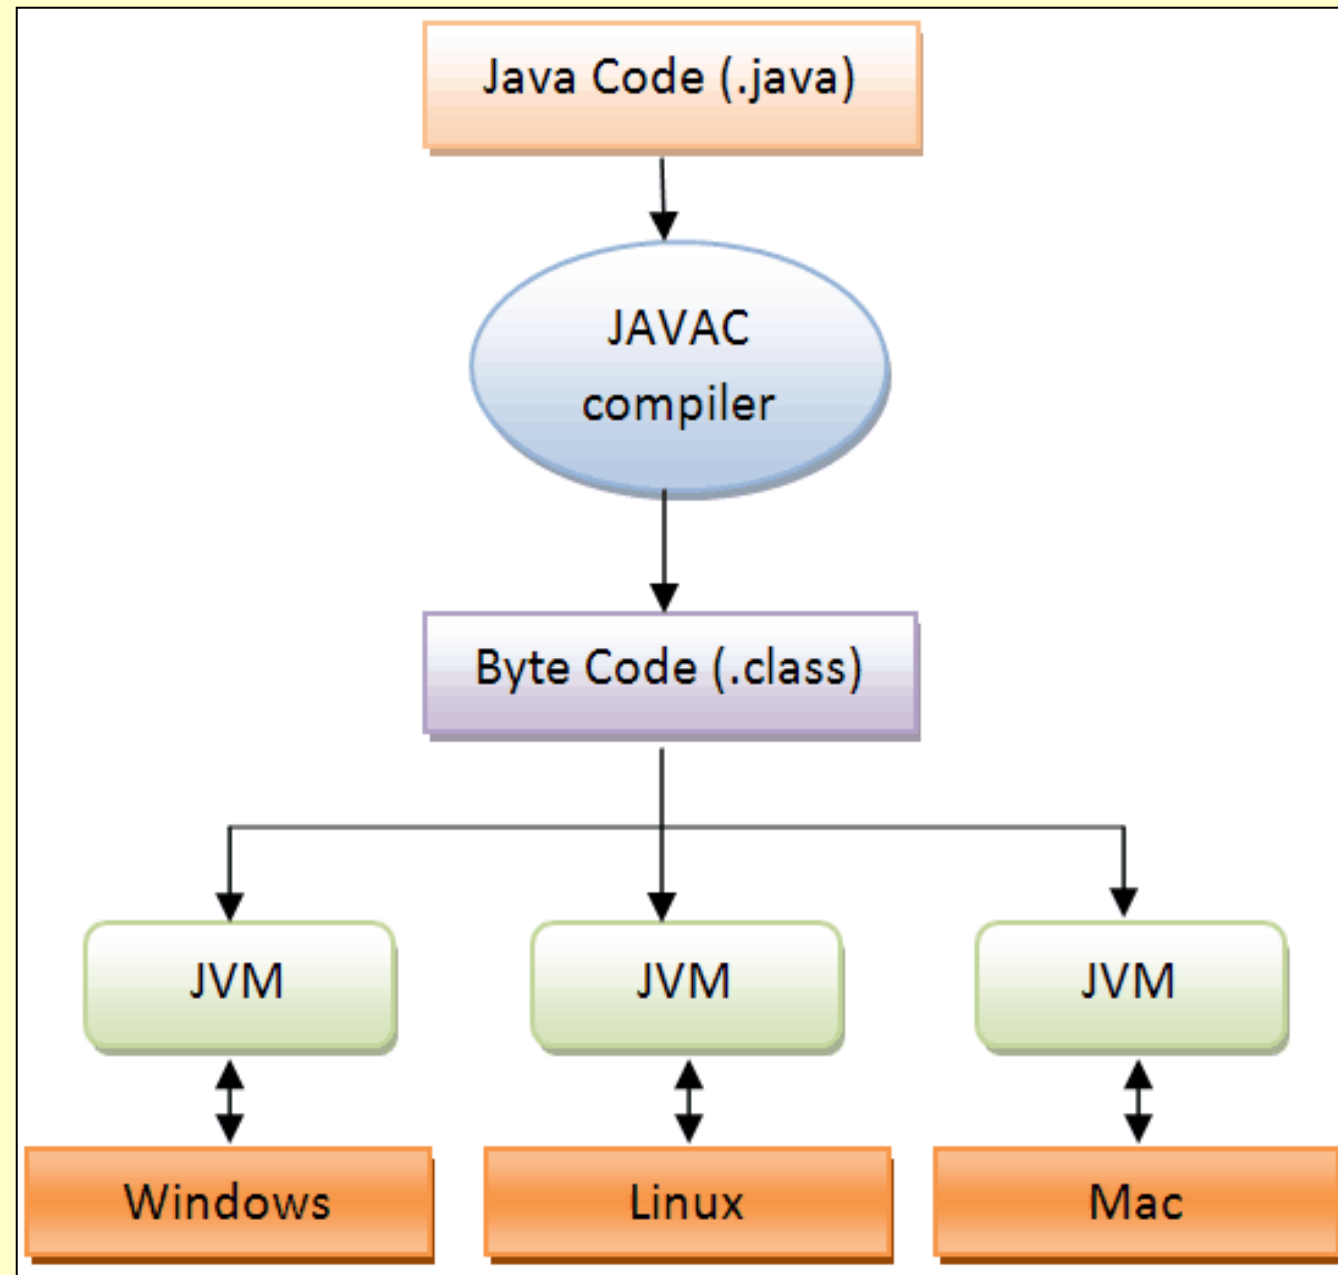 Java Code (.java)
JAVAC
compiler
Byte Code (.class)
JVM
JVM
JVM
Windows
Linux
Mac